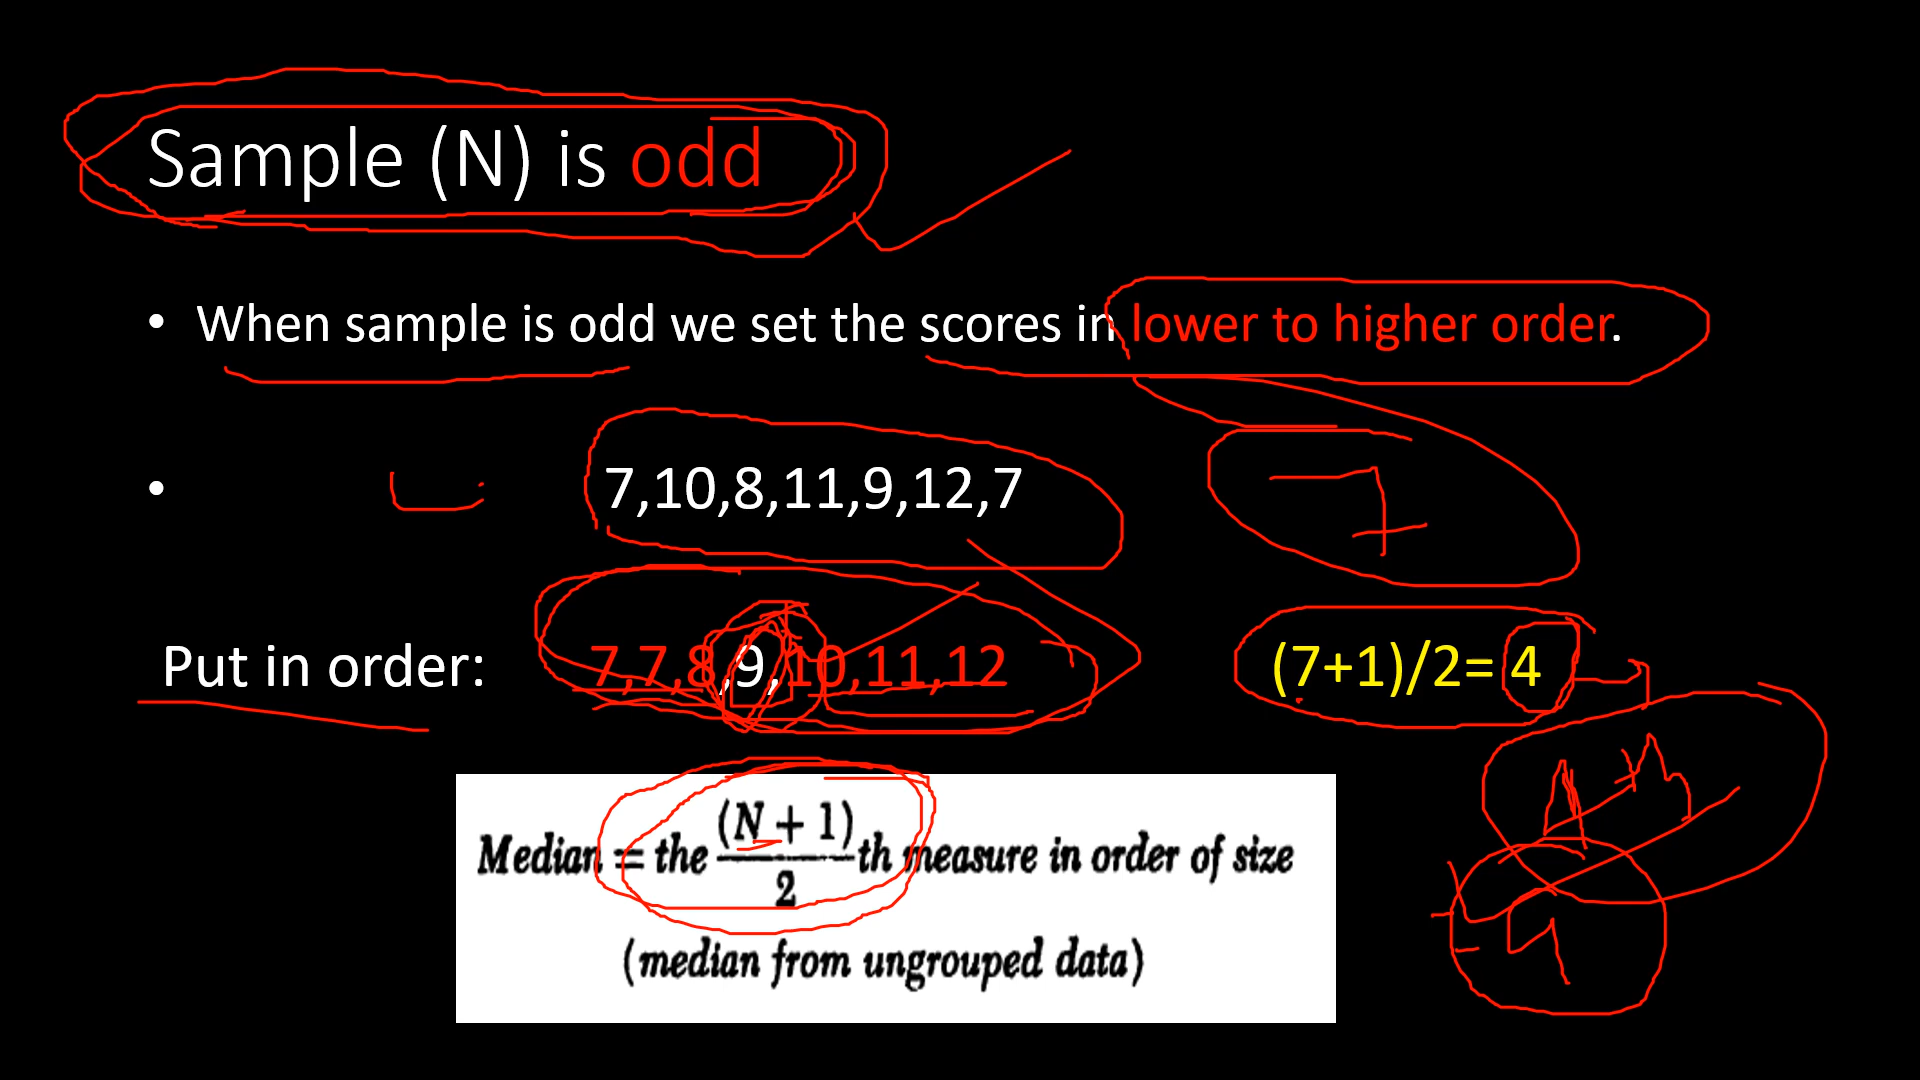 Sample (N) is odd
• When sample is odd we set the scores in lower to higher order.
• 7,10,8,11,9,12,7
7
Put in order: 7,7,8,9,10,11,12 (7+1)/2= 4
Median = the (N + 1)/2 th measure in order of size
(median from ungrouped data)